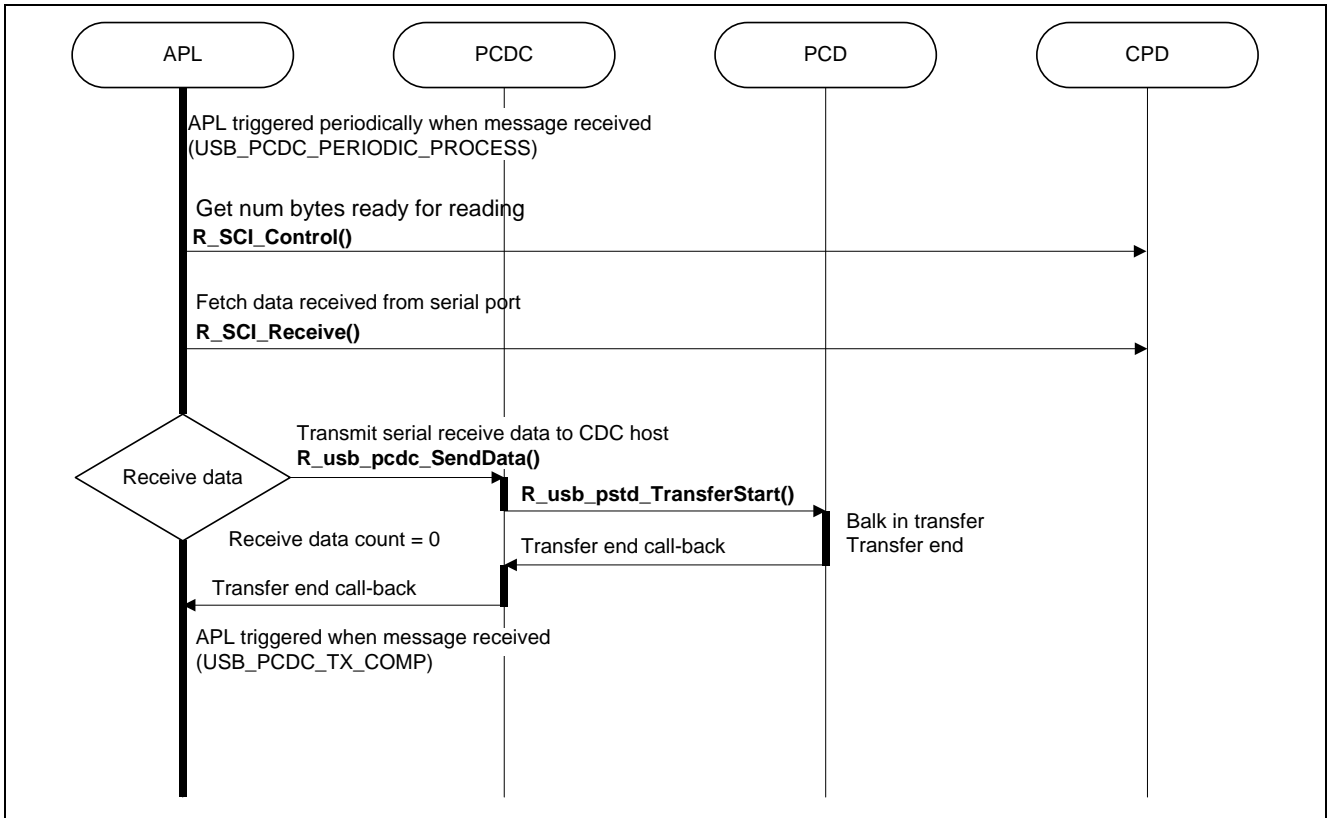 APL
PCDC
PCD
CPD
APL triggered periodically when message received
(USB_PCDC_PERIODIC_PROCESS)
Get num bytes ready for reading
R_SCI_Control()
Fetch data received from serial port
R_SCI_Receive()
Transmit serial receive data to CDC host
R_usb_pcdc_SendData()
Receive data
R_usb_pstd_TransferStart()
Balk in transfer
Transfer end
Receive data count = 0
Transfer end call-back
Transfer end call-back
APL triggered when message received
(USB_PCDC_TX_COMP)